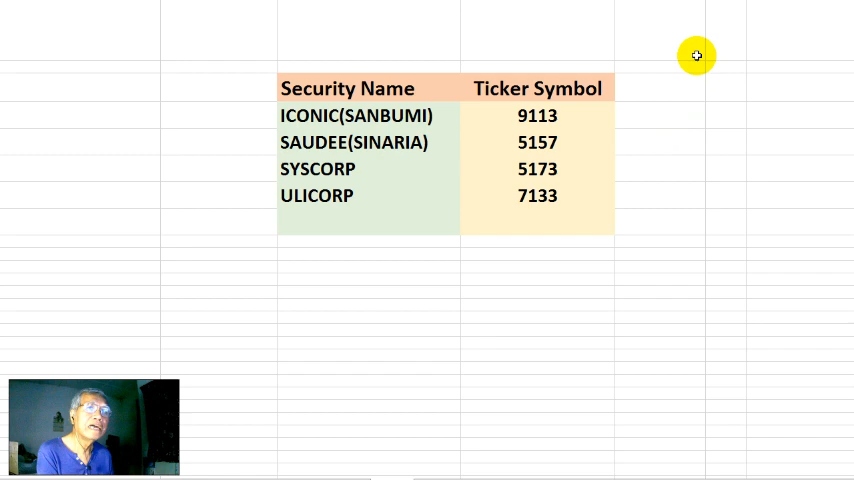 Security Name Ticker Symbol
ICONIC(SANBUMI) 9113
SAUDEE(SINARIA) 5157
SYSCORP 5173
ULICORP 7133